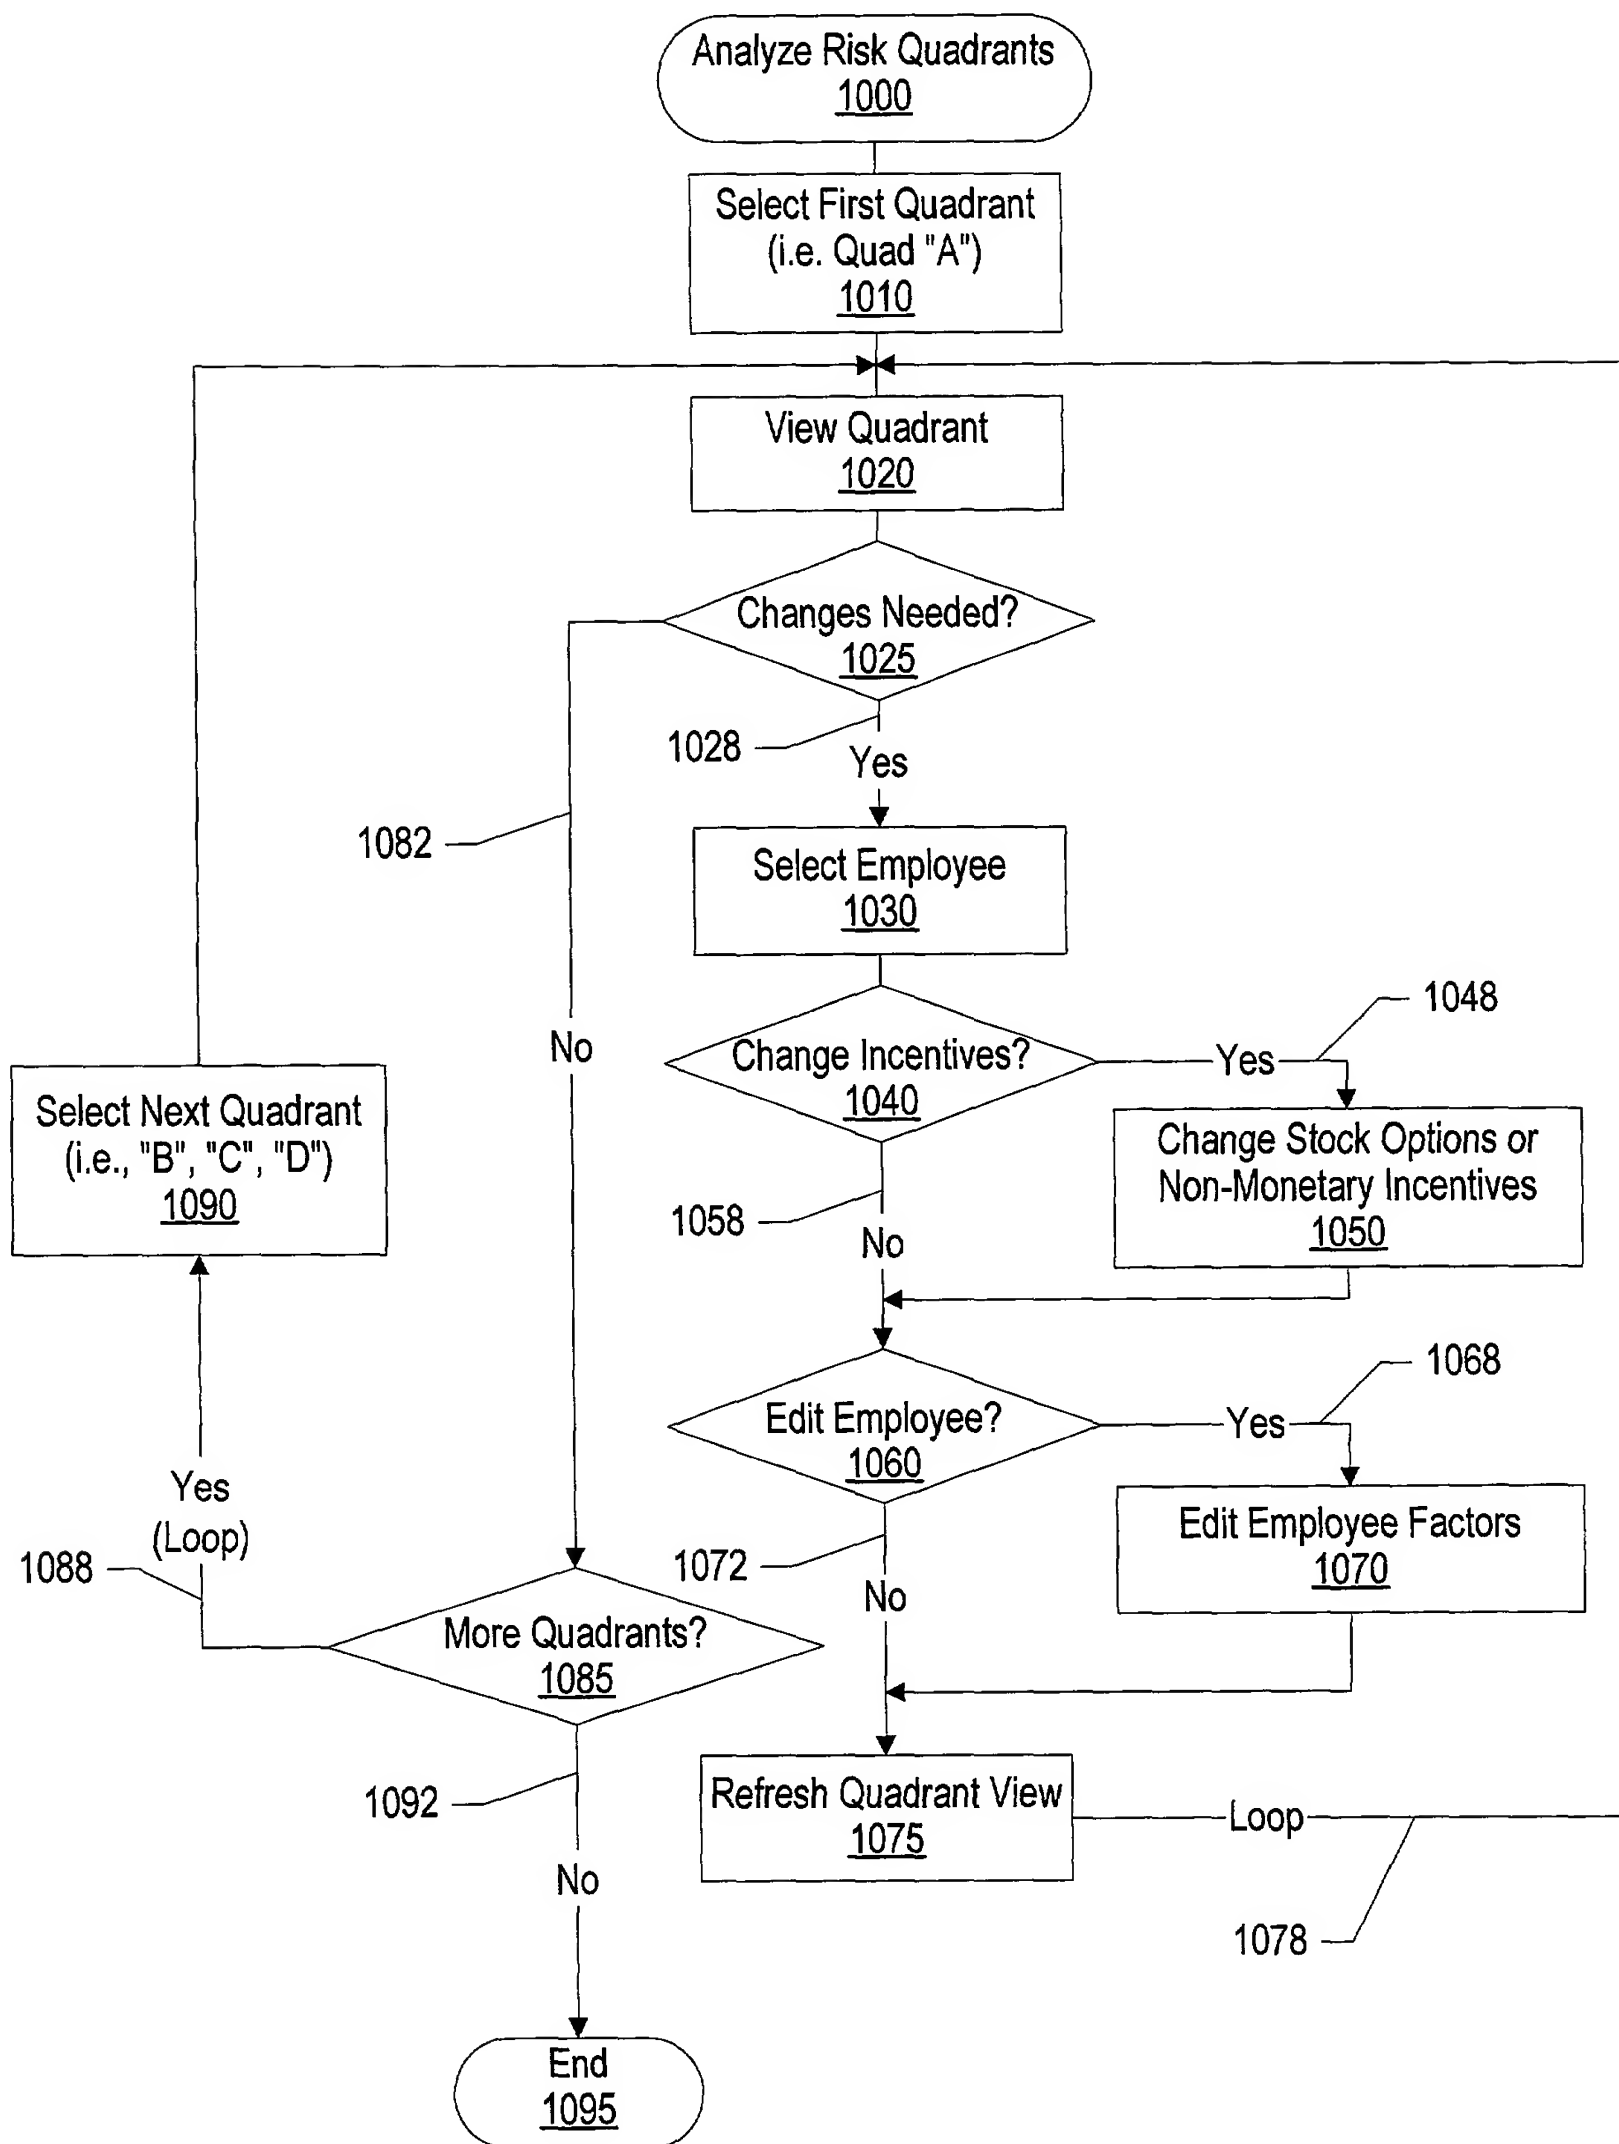 Analyze Risk Quadrants
1000
Select First Quadrant
(i.e. Quad "A")
1010
View Quadrant
1020
Changes Needed?
1025
1028
Yes
1082
Select Employee
1030
No
Change Incentives?
1040
Yes
1048
Select Next Quadrant
(i.e., "B", "C", "D")
1090
Change Stock Options or
Non-Monetary Incentives
1050
1058
No
Edit Employee?
1060
Yes
1068
Yes
(Loop)
1088
Edit Employee Factors
1070
1072
No
More Quadrants?
1085
1092
No
Refresh Quadrant View
1075
Loop
1078
End
1095